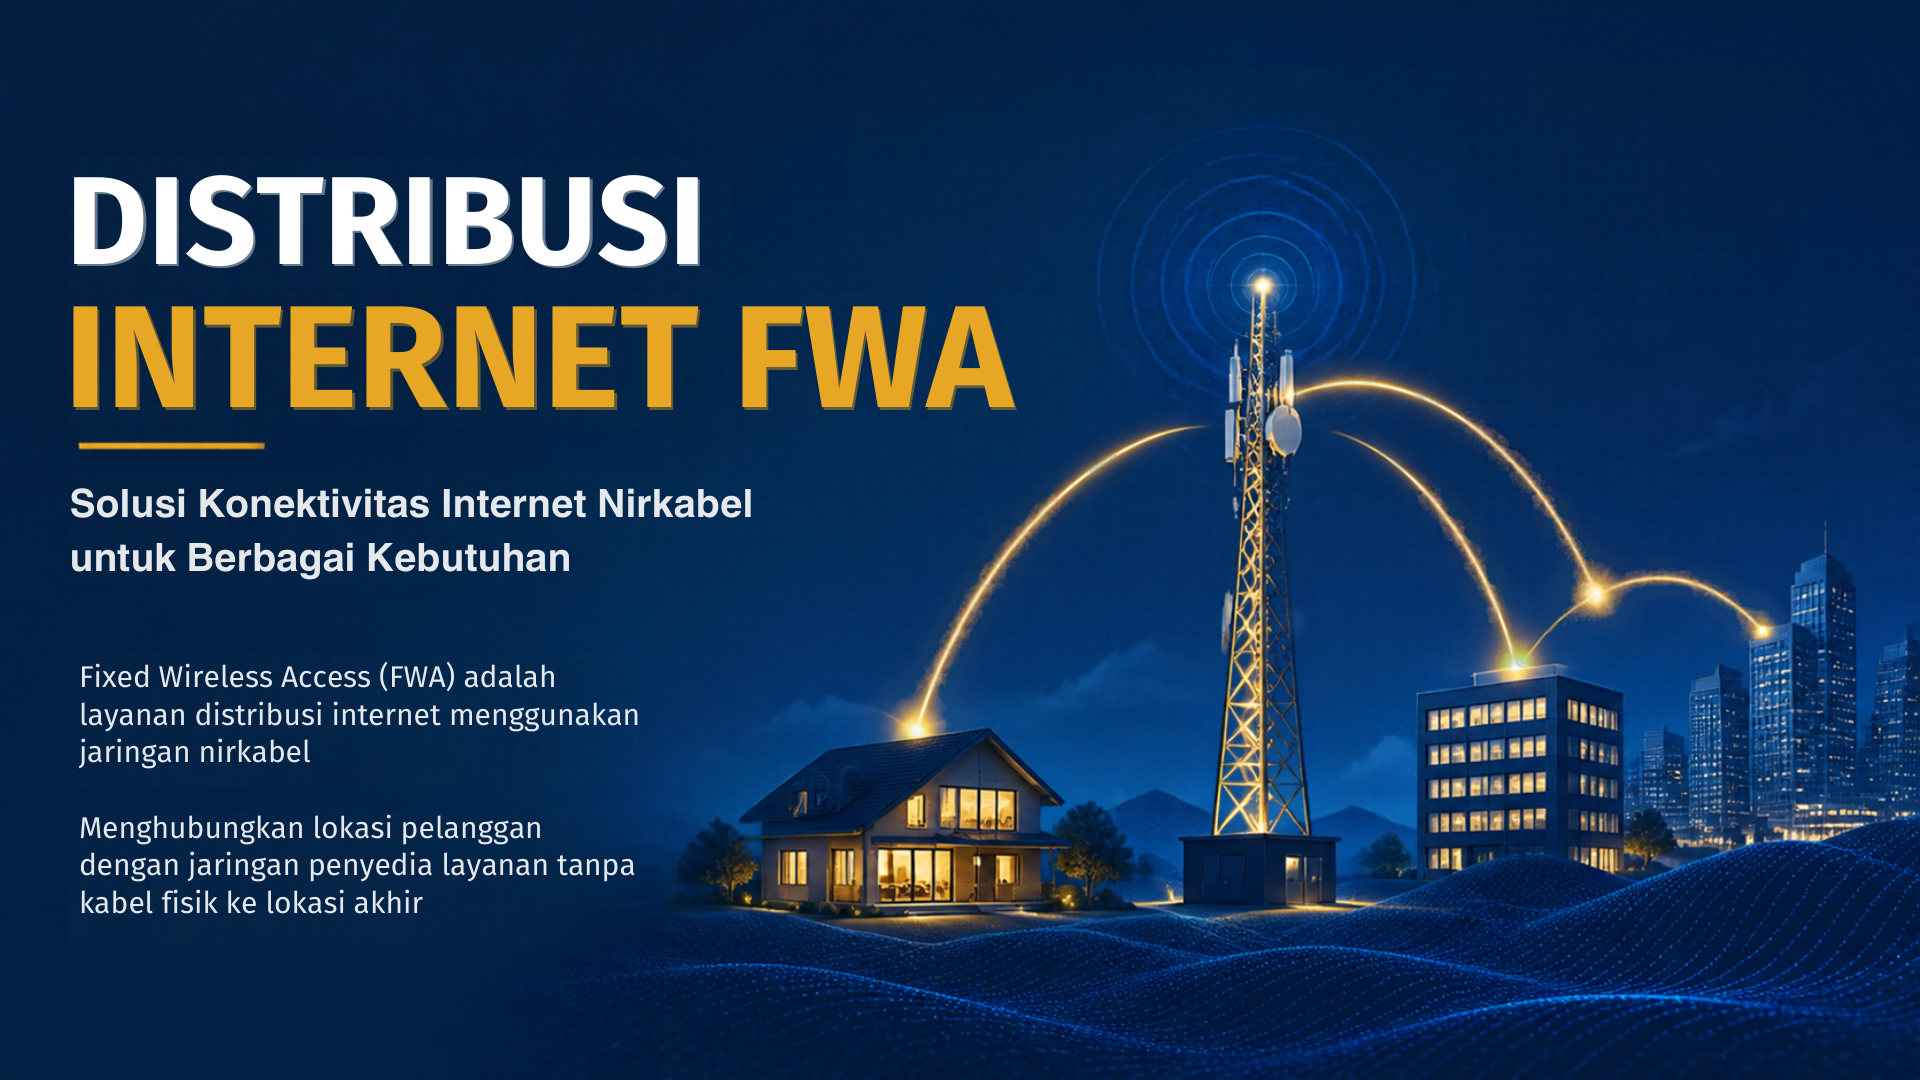 DISTRIBUSI
INTERNET FWA
Solusi Konektivitas Internet Nirkabel
untuk Berbagai Kebutuhan
Fixed Wireless Access (FWA) adalah
layanan distribusi internet menggunakan
jaringan nirkabel
Menghubungkan lokasi pelanggan
dengan jaringan penyedia layanan tanpa
kabel fisik ke lokasi akhir